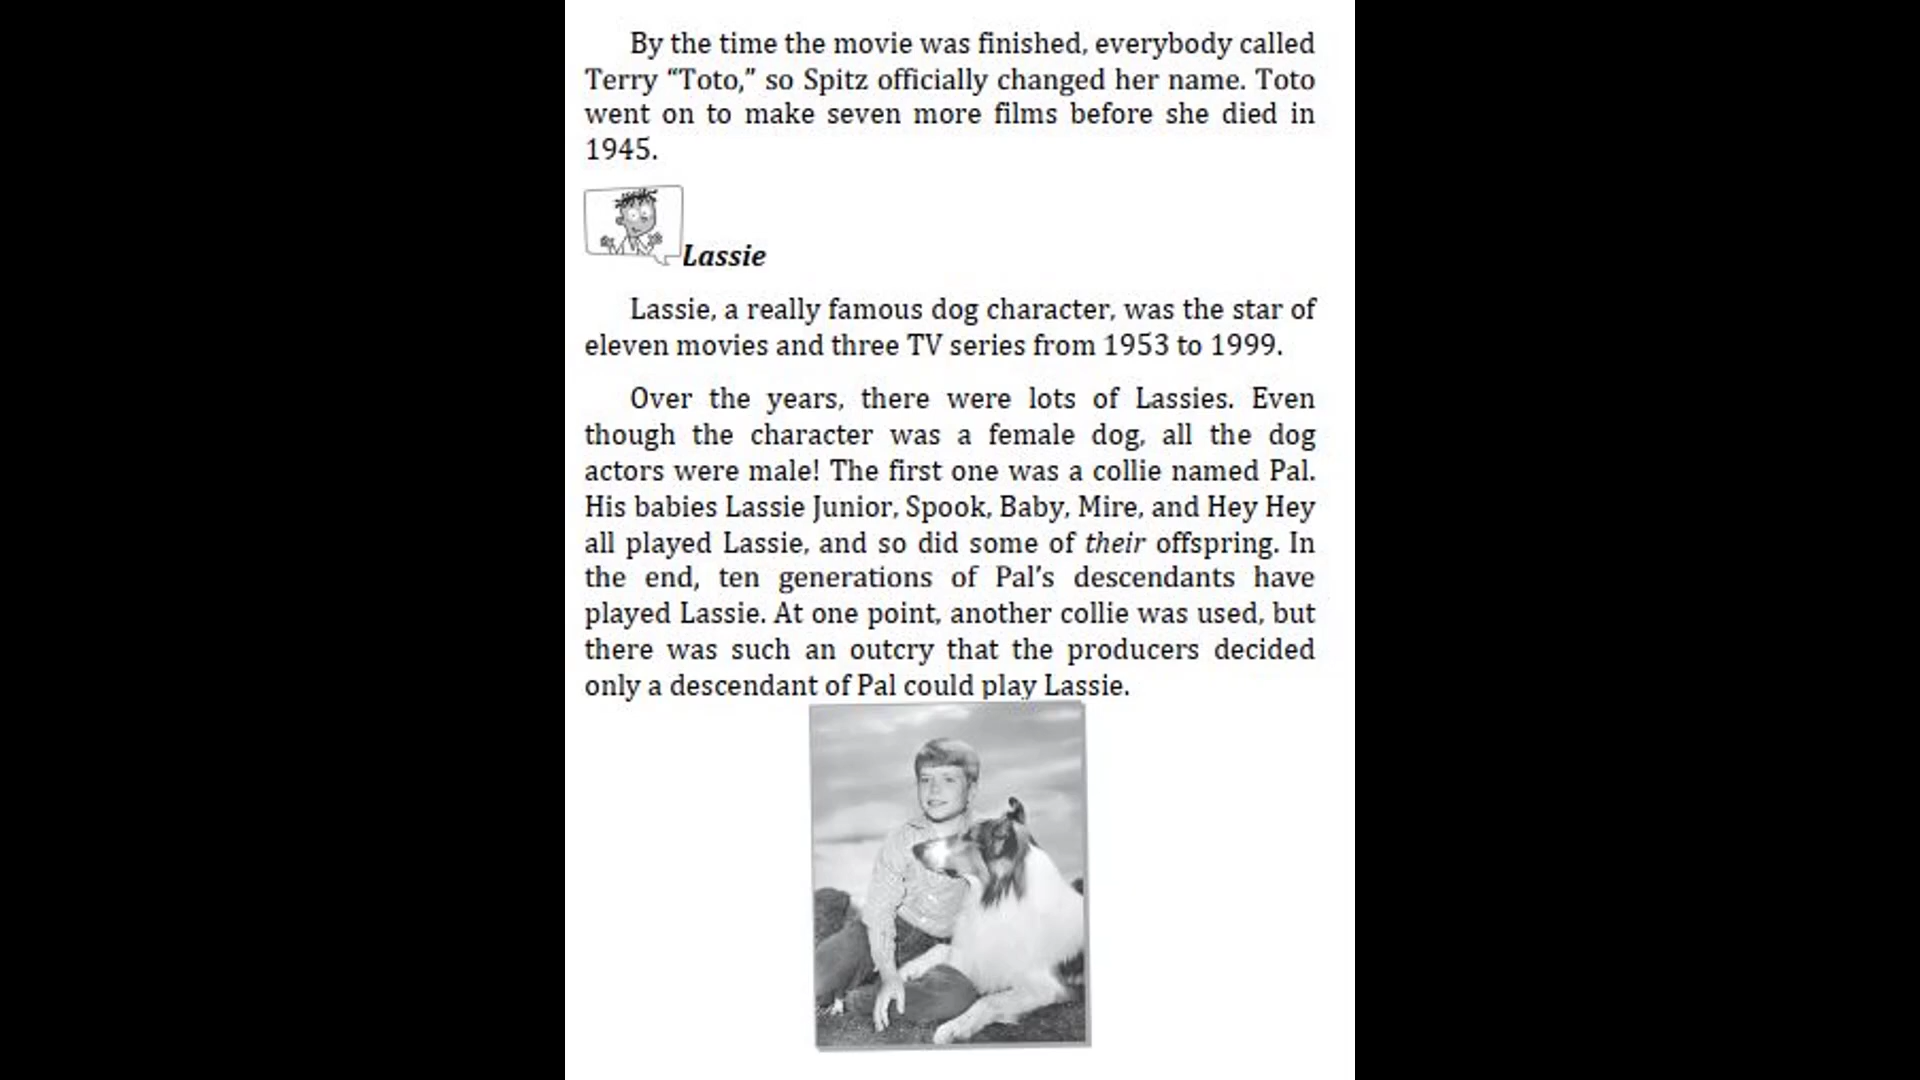 By the time the movie was finished, everybody called
Terry “Toto,” so Spitz officially changed her name. Toto
went on to make seven more films before she died in
1945.
Lassie
Lassie, a really famous dog character, was the star of
eleven movies and three TV series from 1953 to 1999.
Over the years, there were lots of Lassies. Even
though the character was a female dog, all the dog
actors were male! The first one was a collie named Pal.
His babies Lassie Junior, Spook, Baby, Mire, and Hey Hey
all played Lassie, and so did some of their offspring. In
the end, ten generations of Pal’s descendants have
played Lassie. At one point, another collie was used, but
there was such an outcry that the producers decided
only a descendant of Pal could play Lassie.